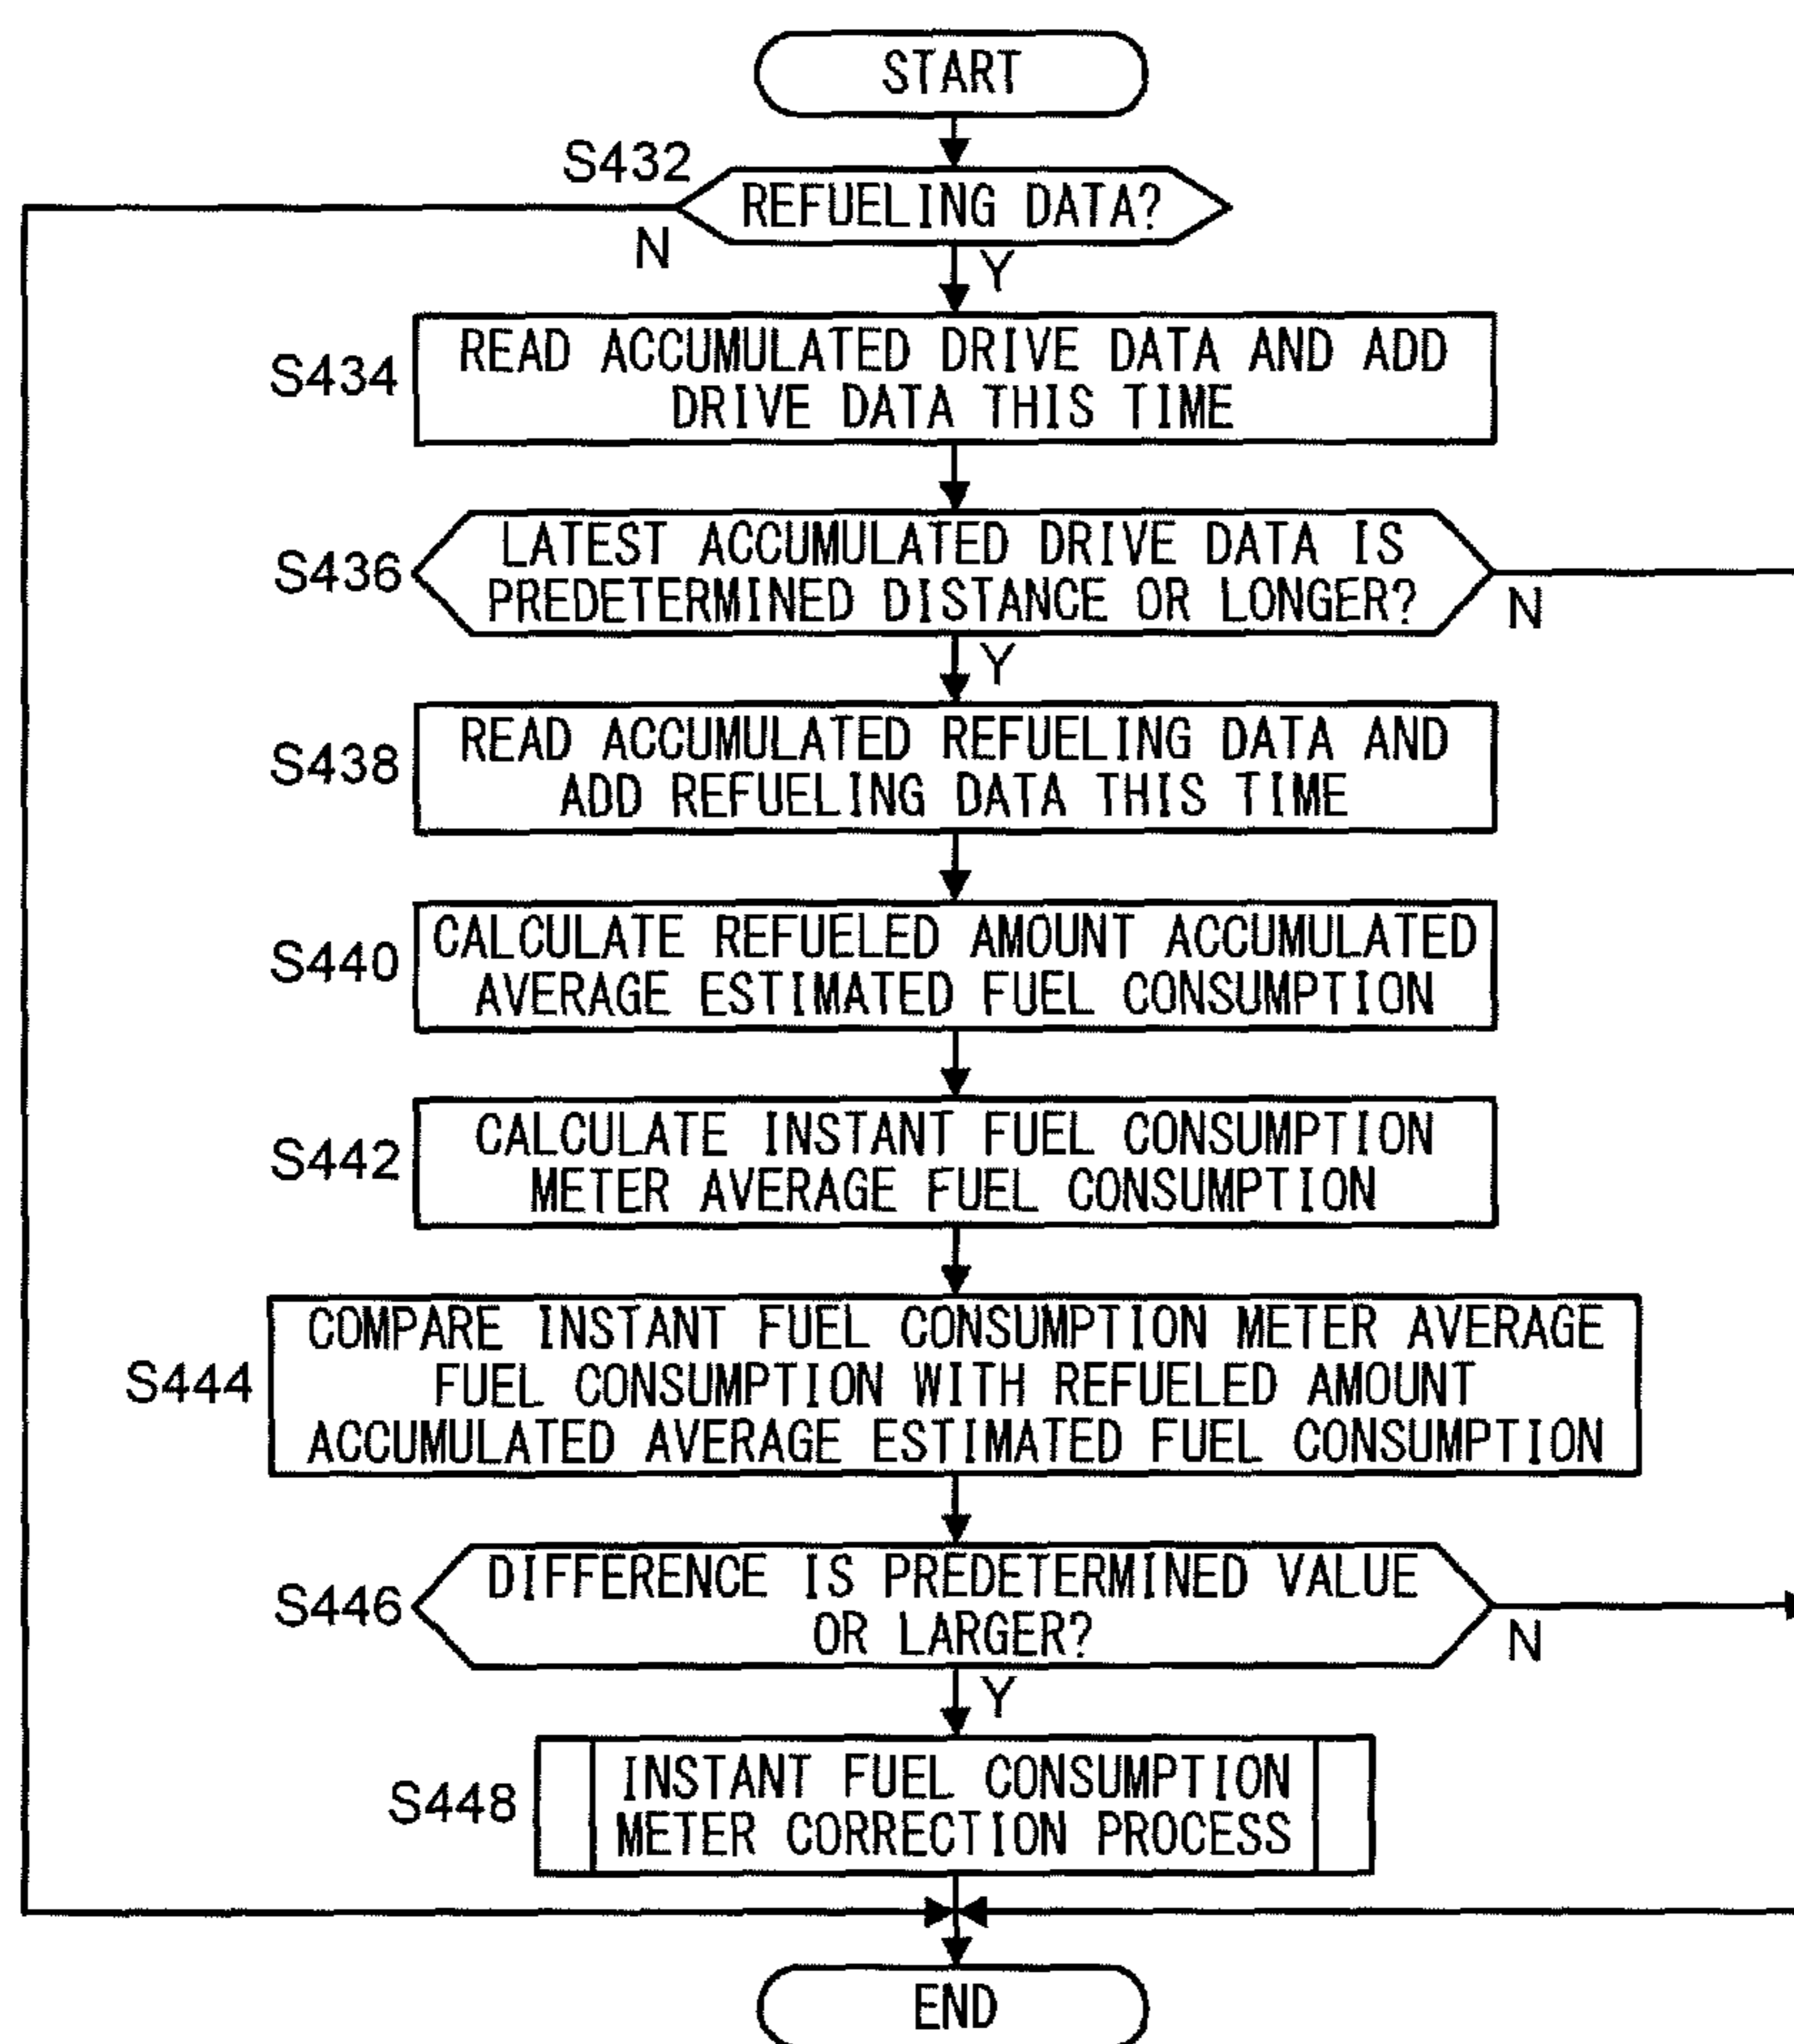 START
S432
REFUELING DATA?
N
Y
READ ACCUMULATED DRIVE DATA AND ADD
S434
DRIVE DATA THIS TIME
LATEST ACCUMULATED DRIVE DATA IS
S436
PREDETERMINED DISTANCE OR LONGER?
N
Y
READ ACCUMULATED REFUELING DATA AND
S438
ADD REFUELING DATA THIS TIME
CALCULATE REFUELED AMOUNT ACCUMULATED
S440
AVERAGE ESTIMATED FUEL CONSUMPTION
CALCULATE INSTANT FUEL CONSUMPTION
S442
METER AVERAGE FUEL CONSUMPTION
COMPARE INSTANT FUEL CONSUMPTION METER AVERAGE
S444
FUEL CONSUMPTION WITH REFUELED AMOUNT
ACCUMULATED AVERAGE ESTIMATED FUEL CONSUMPTION
DIFFERENCE IS PREDETERMINED VALUE
S446
OR LARGER?
N
Y
INSTANT FUEL CONSUMPTION
S448
METER CORRECTION PROCESS
END